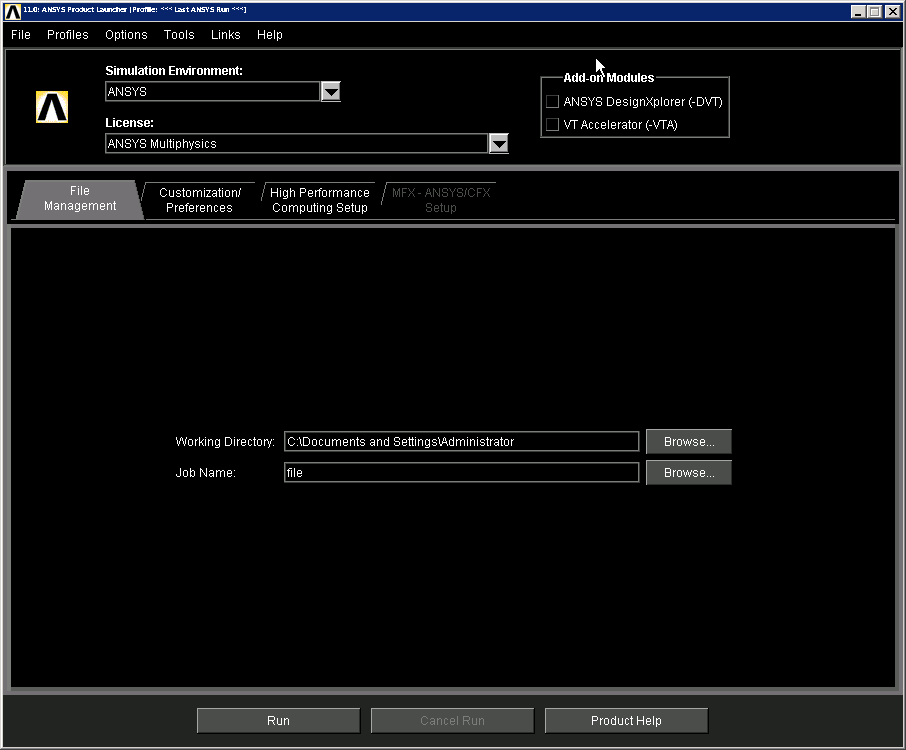 11.0: ANSYS Product Launcher [Profile: *** Last ANSYS Run ***]
File Profiles Options Tools Links Help
Simulation Environment:
ANSYS
License:
ANSYS Multiphysics
Add-on Modules
ANSYS DesignXplorer (-DVT)
VT Accelerator (-VTA)
File
Management
Customization/
Preferences
High Performance
Computing Setup
MFX - ANSYS/CFX
Setup
Working Directory: C:\Documents and Settings\Administrator Browse...
Job Name: file Browse...
Run Cancel Run Product Help